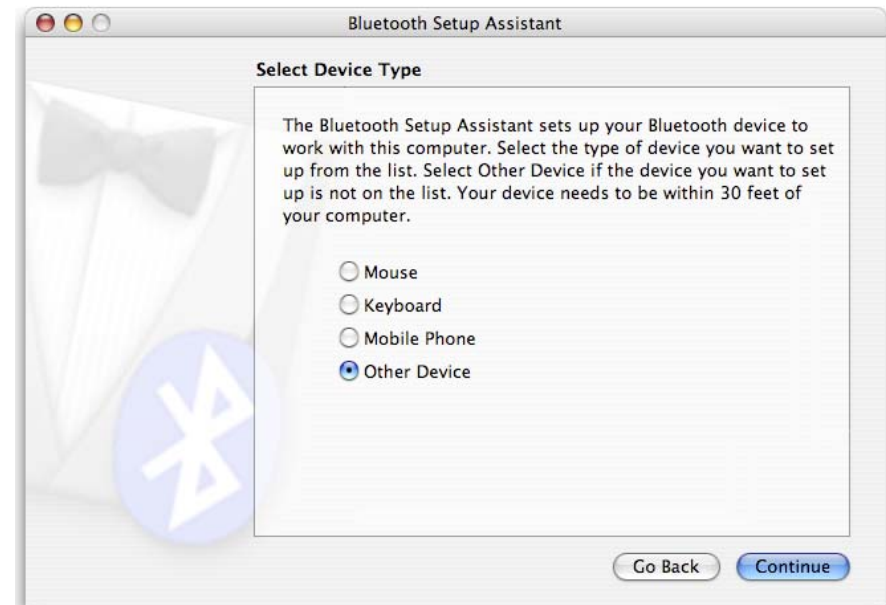 Bluetooth Setup Assistant
Select Device Type
The Bluetooth Setup Assistant sets up your Bluetooth device to
work with this computer. Select the type of device you want to set
up from the list. Select Other Device if the device you want to set
up is not on the list. Your device needs to be within 30 feet of
your computer.
Mouse
Keyboard
Mobile Phone
Other Device
Go Back
Continue